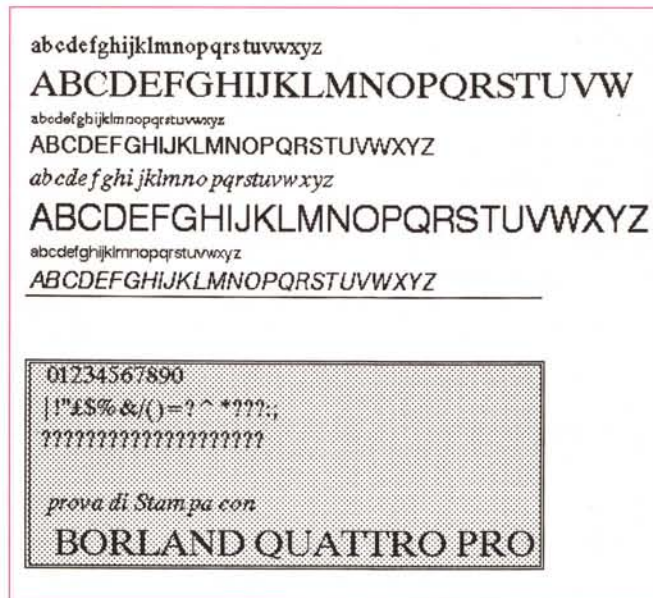 abcdefghijklmnopqrstuvwxyz
ABCDEFGHIJKLMNOPQRSTUVW
abcdefghijklmnopqrstuvwxyz
ABCDEFGHIJKLMNOPQRSTUVWXYZ
abcdefghijklmnopqrstuvwxyz
ABCDEFGHIJKLMNOPQRSTUVWXYZ
abcdefghijklmnopqrstuvwxyz
ABCDEFGHIJKLMNOPQRSTUVWXYZ
01234567890
|!"£$%&/()=?^*???:;
????????????????????
prova di Stampa con
BORLAND QUATTRO PRO